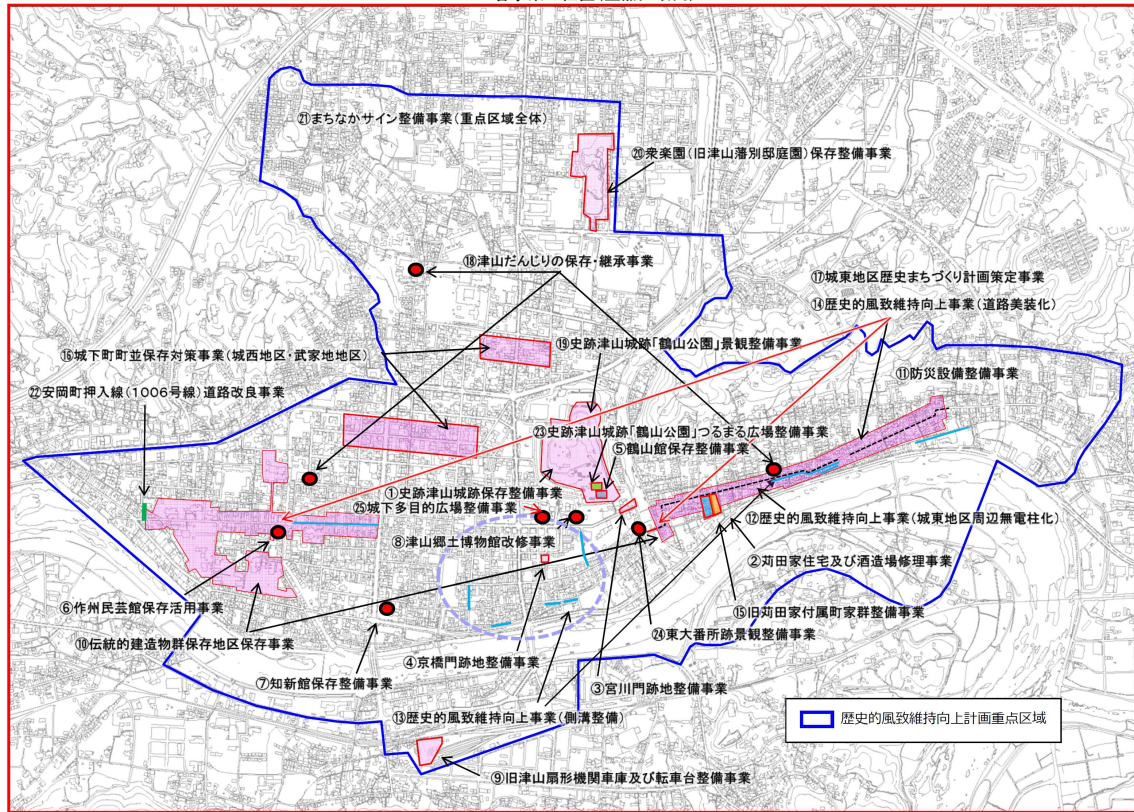 ㉑まちなかサイン整備事業(重点区域全体)
⑳衆楽園(旧津山藩別邸庭園)保存整備事業
⑱津山だんじりの保存・継承事業
⑰城東地区歴史まちづくり計画策定事業
⑭歴史的風致維持向上事業(道路美装化)
⑲史跡津山城跡「鶴山公園」景観整備事業
⑯城下町町並保存対策事業(城西地区・武家地地区)
⑪防災設備整備事業
㉒安岡町押入線(1006号線)道路改良事業
㉓史跡津山城跡「鶴山公園」つるまる広場整備事業
⑤鶴山館保存整備事業
①史跡津山城跡保存整備事業
㉕城下多目的広場整備事業
⑫歴史的風致維持向上事業(城東地区周辺無電柱化)
⑧津山郷土博物館改修事業
②苅田家住宅及び酒造場修理事業
⑥作州民芸館保存活用事業
⑮旧苅田家付属町家群整備事業
㉔東大番所跡景観整備事業
⑩伝統的建造物群保存地区保存事業
④京橋門跡地整備事業
⑦知新館保存整備事業
③宮川門跡地整備事業
⑬歴史的風致維持向上事業(側溝整備)
歴史的風致維持向上計画重点区域
⑨旧津山扇形機関車庫及び転車台整備事業